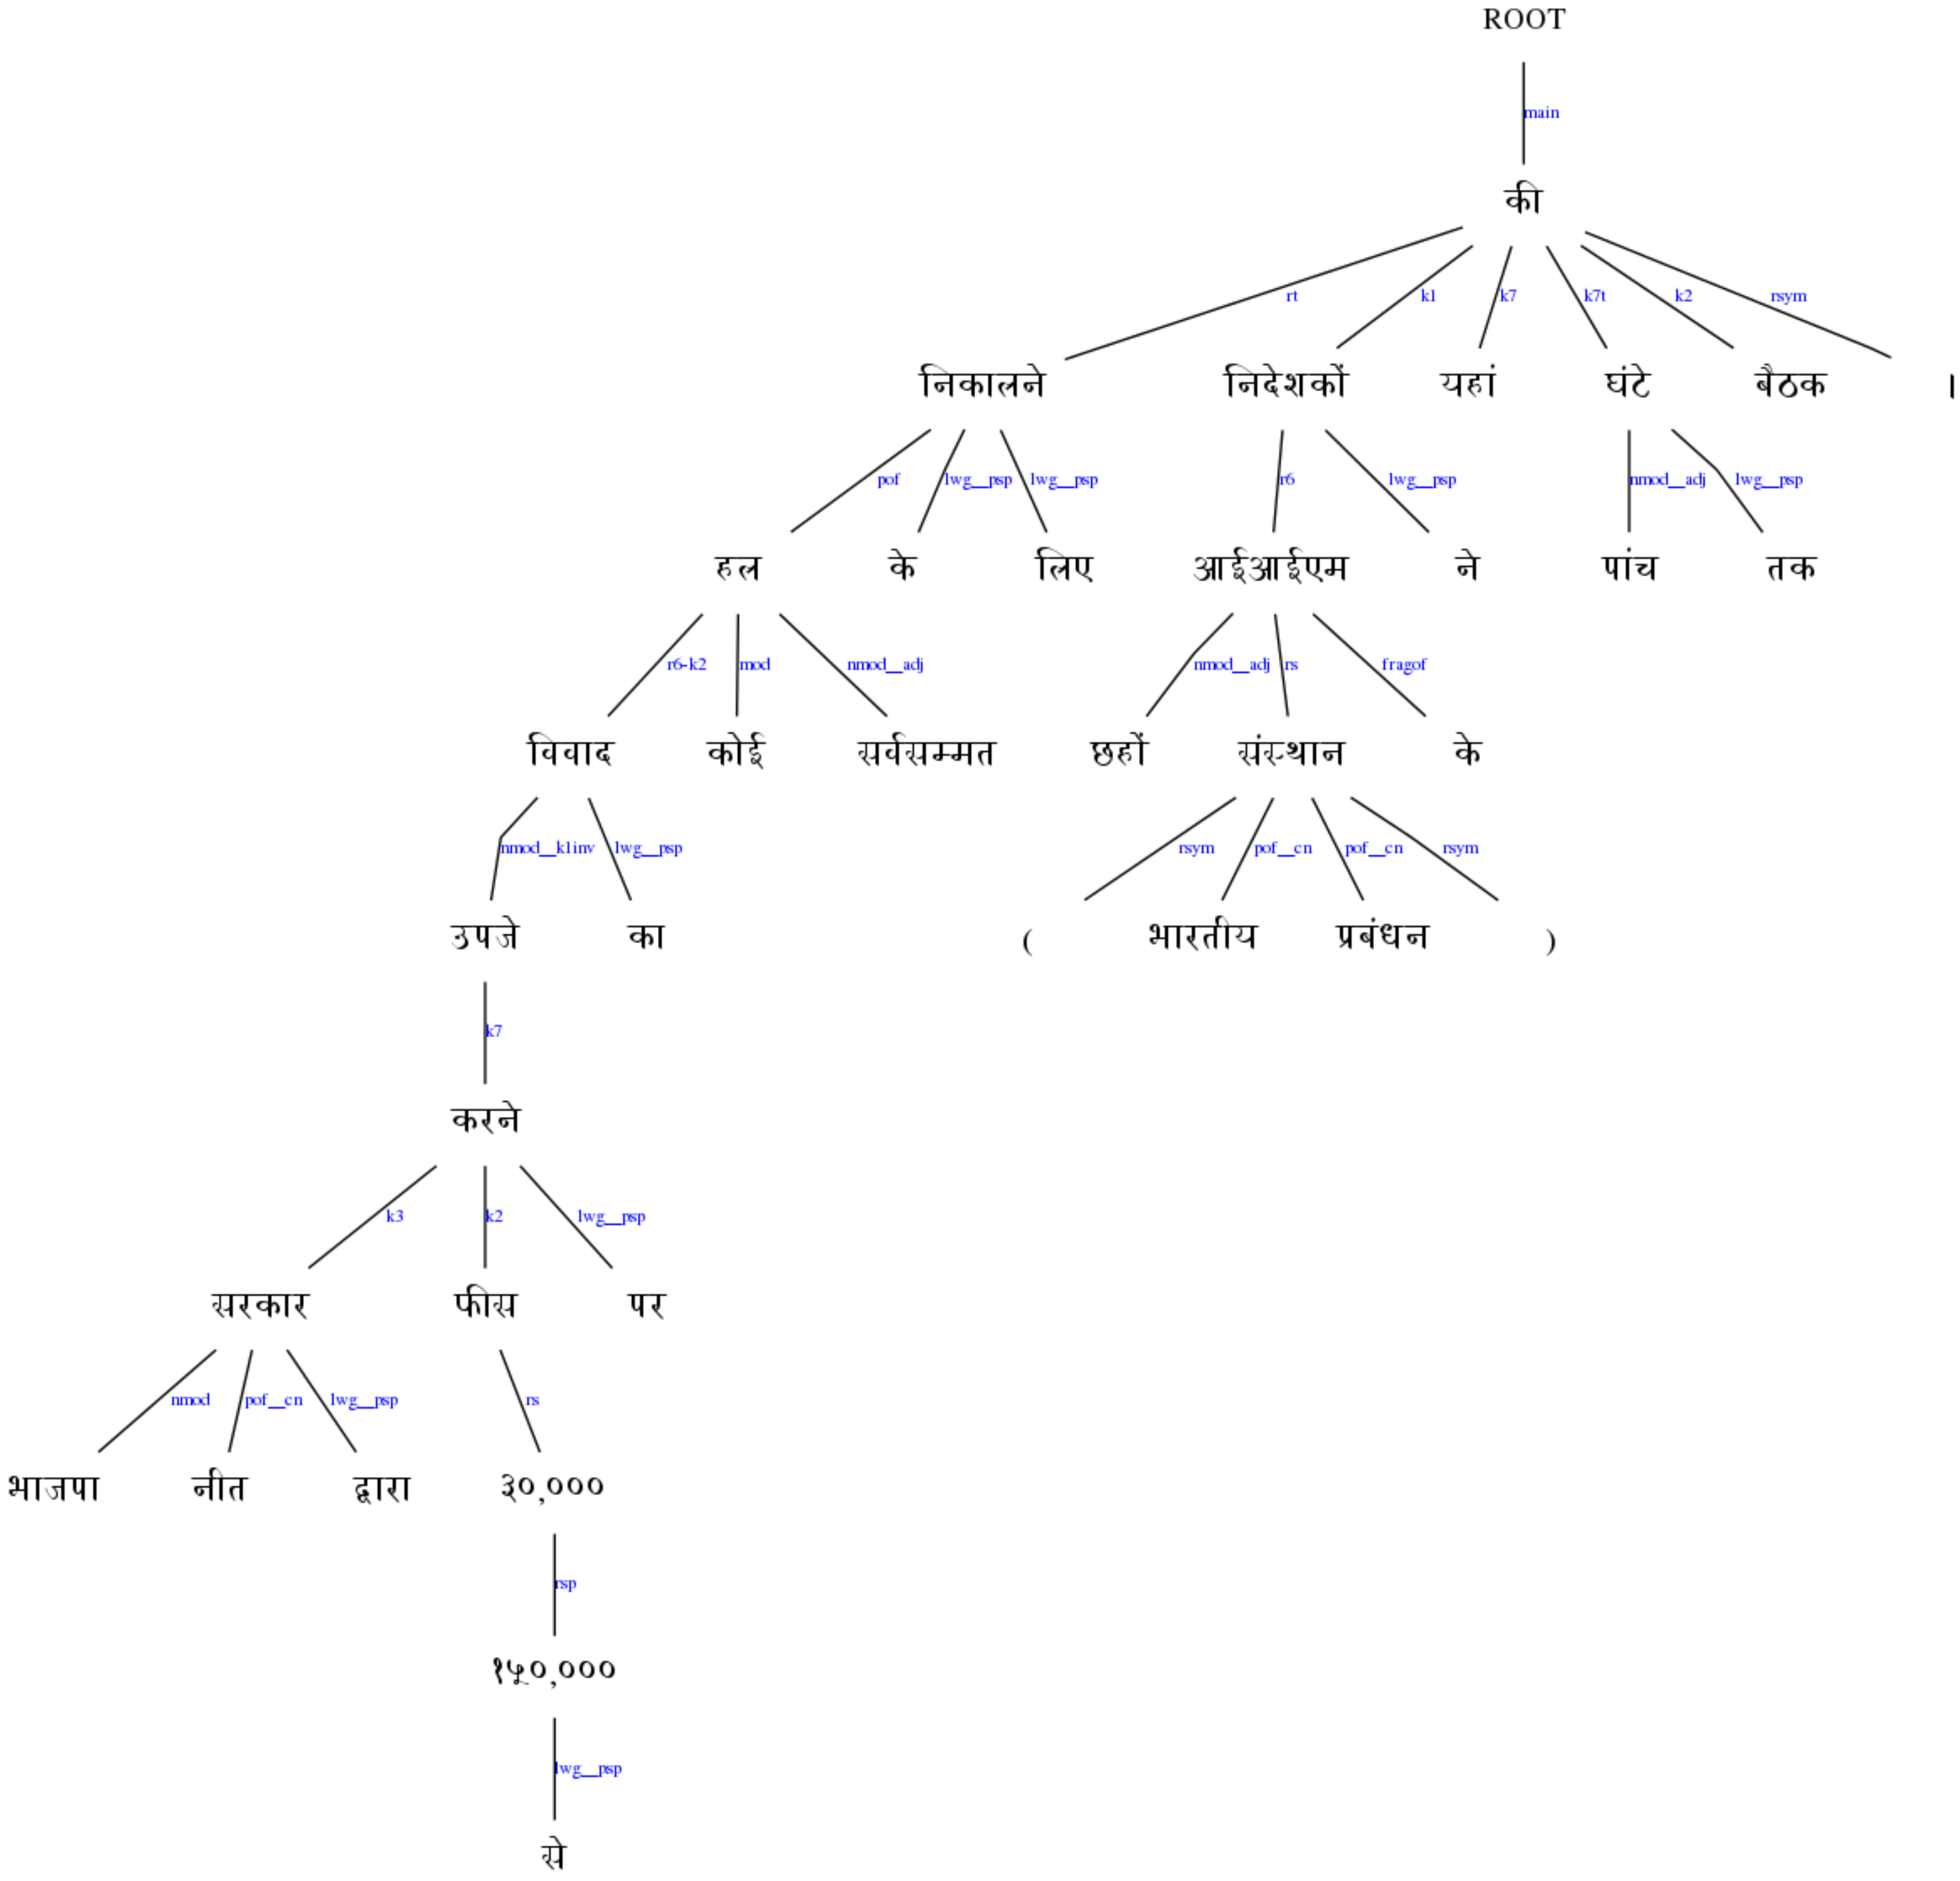 ROOT
main
की
rt k1 k7 k7t k2 rsym
निकालने निदेशकों यहां घंटे बैठक ।
pof lwg__psp lwg__psp r6 lwg__psp nmod__adj lwg__psp
हल के लिए आईआईएम ने पांच तक
r6-k2 mod nmod__adj nmod__adj rs fragof
विवाद कोई सर्वसम्मत छहों संस्थान के
nmod__k1inv lwg__psp rsym pof__cn pof__cn rsym
उपजे का ( भारतीय प्रबंधन )
k7
करने
k3 k2 lwg__psp
सरकार फीस पर
nmod pof__cn lwg__psp rs
भाजपा नीत द्वारा ३०,०००
rsp
१५०,०००
lwg__psp
से